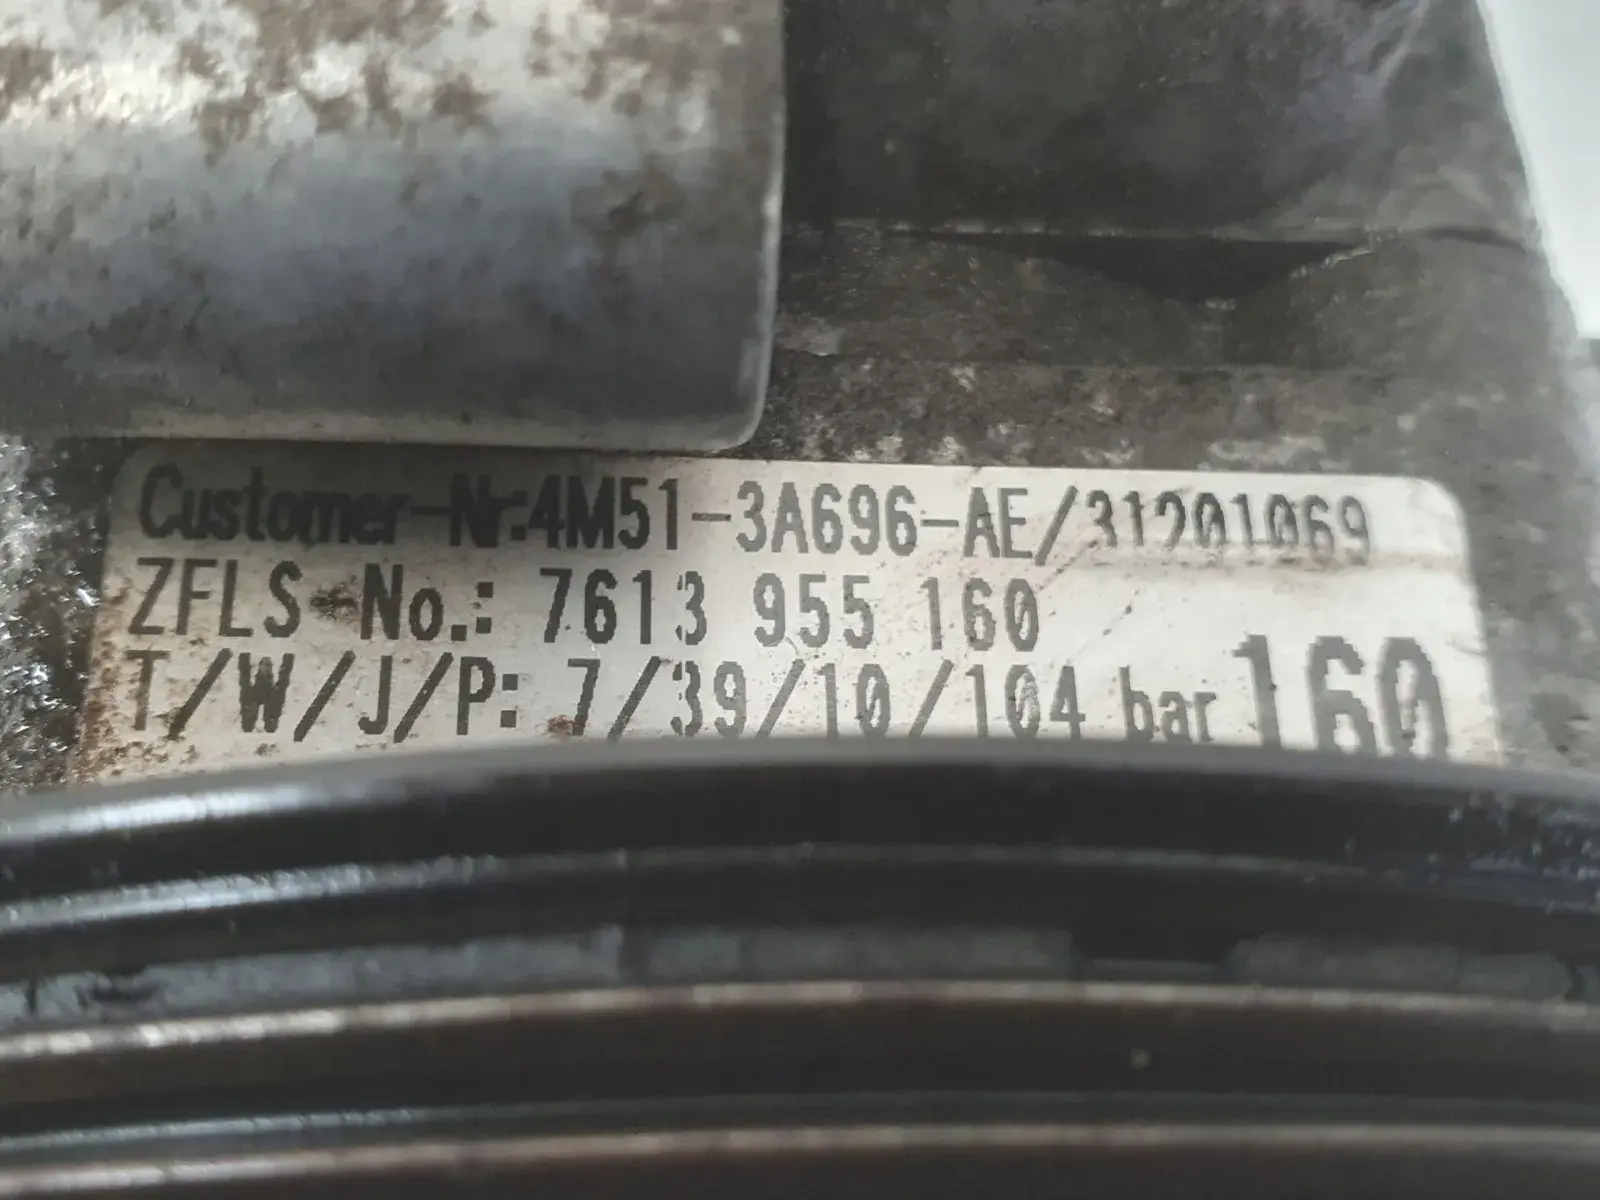 Customer-Nr:4M51-3A696-AE/31201069
ZFLS No.: 7613 955 160
T/W/J/P: 7/39/10/104 bar 160